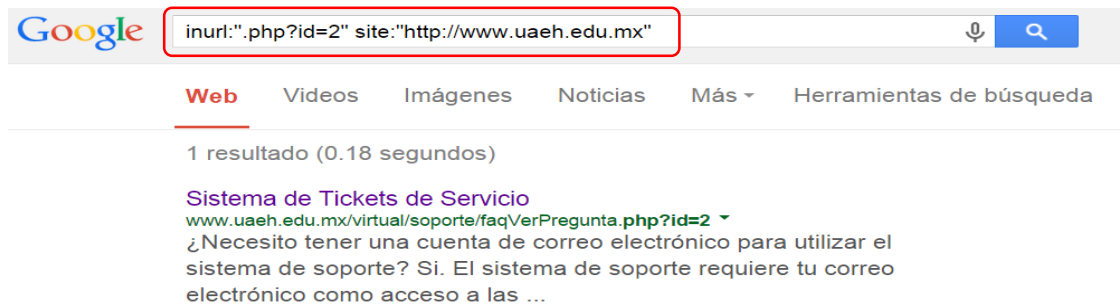 Google inurl:".php?id=2" site:"http://www.uaeh.edu.mx"
Web Videos Imágenes Noticias Más Herramientas de búsqueda
1 resultado (0.18 segundos)
Sistema de Tickets de Servicio
www.uaeh.edu.mx/virtual/soporte/faqVerPregunta.php?id=2
¿Necesito tener una cuenta de correo electrónico para utilizar el
sistema de soporte? Si. El sistema de soporte requiere tu correo
electrónico como acceso a las ...